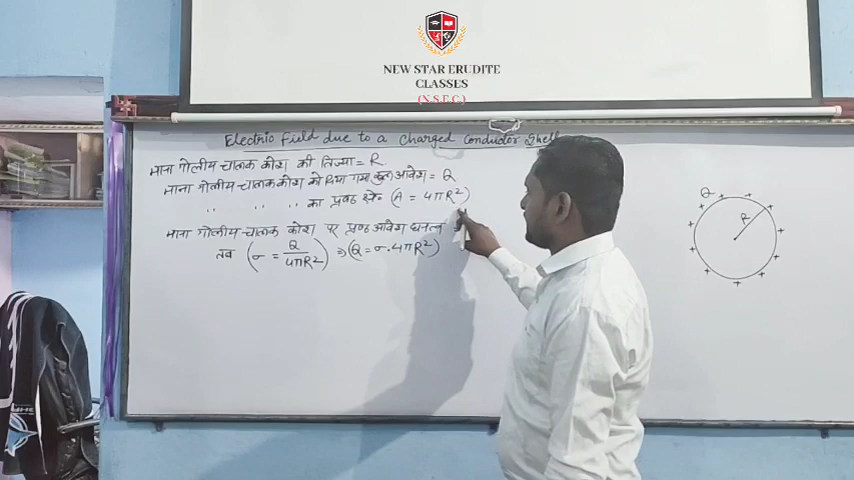 NEW STAR ERUDITE
CLASSES
(N.S.E.C.)
Electric Field due to a Charged Conductor Shell
माना गोलीय चालक कोश की त्रिज्या = R
माना गोलीय चालक कोश को दिया गया कुल आवेश = Q
" " " का पृष्ठ क्षे० (A = 4πR²)
माना गोलीय चालक कोश पर पृष्ठ आवेश घनत्व
तब (σ = Q/4πR²) ⇒ (Q = σ.4πR²)
Q
R